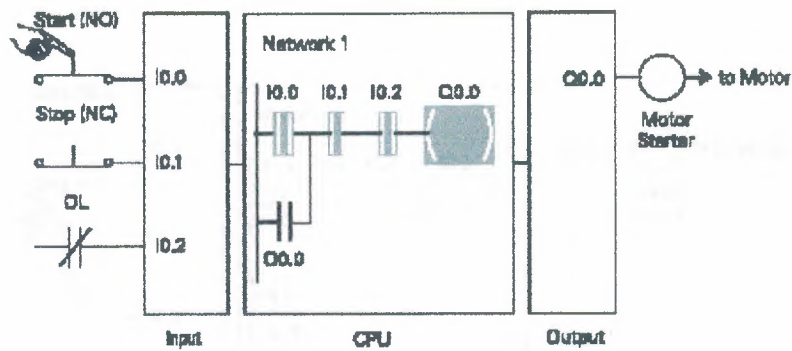 Start (NO)
I0.0
Stop (NC)
I0.1
OL
I0.2
Input
Network 1
I0.0 I0.1 I0.2 Q0.0
Q0.0
CPU
Q0.0
Output
to Motor
Motor
Starter